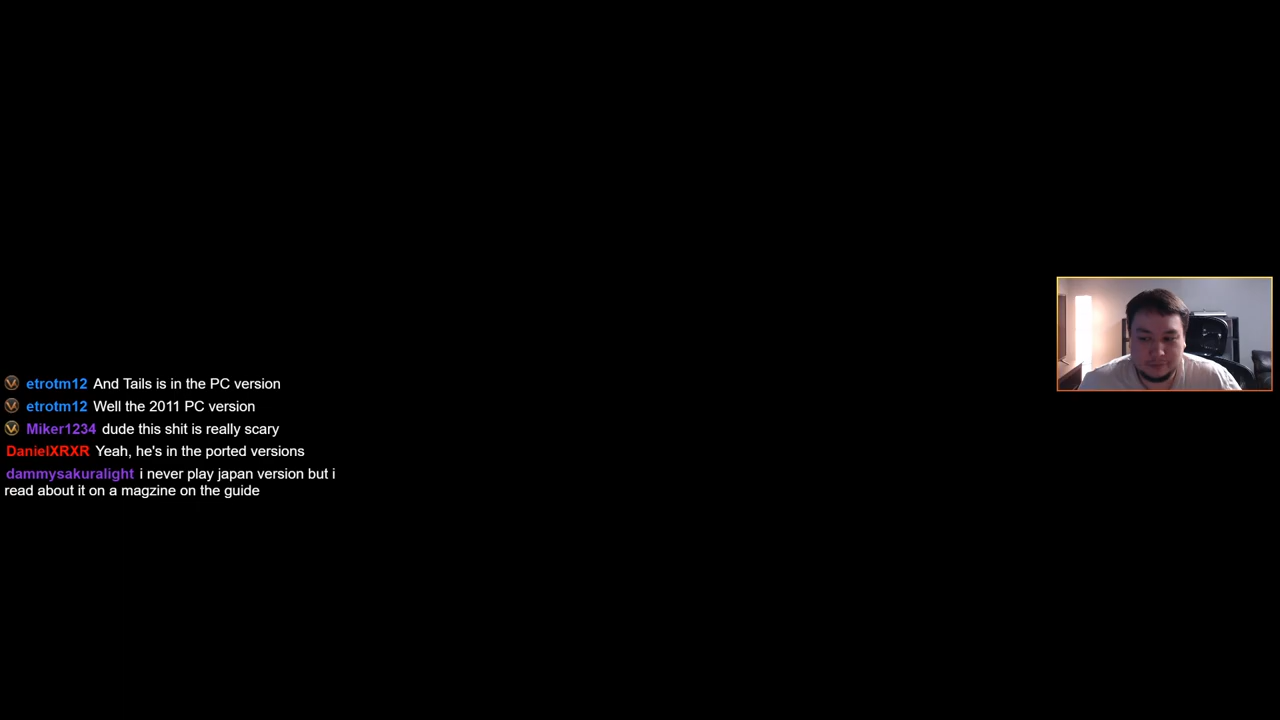 etrotm12 And Tails is in the PC version
etrotm12 Well the 2011 PC version
Miker1234 dude this shit is really scary
DanielXRXR Yeah, he's in the ported versions
dammysakuralight i never play japan version but i
read about it on a magzine on the guide